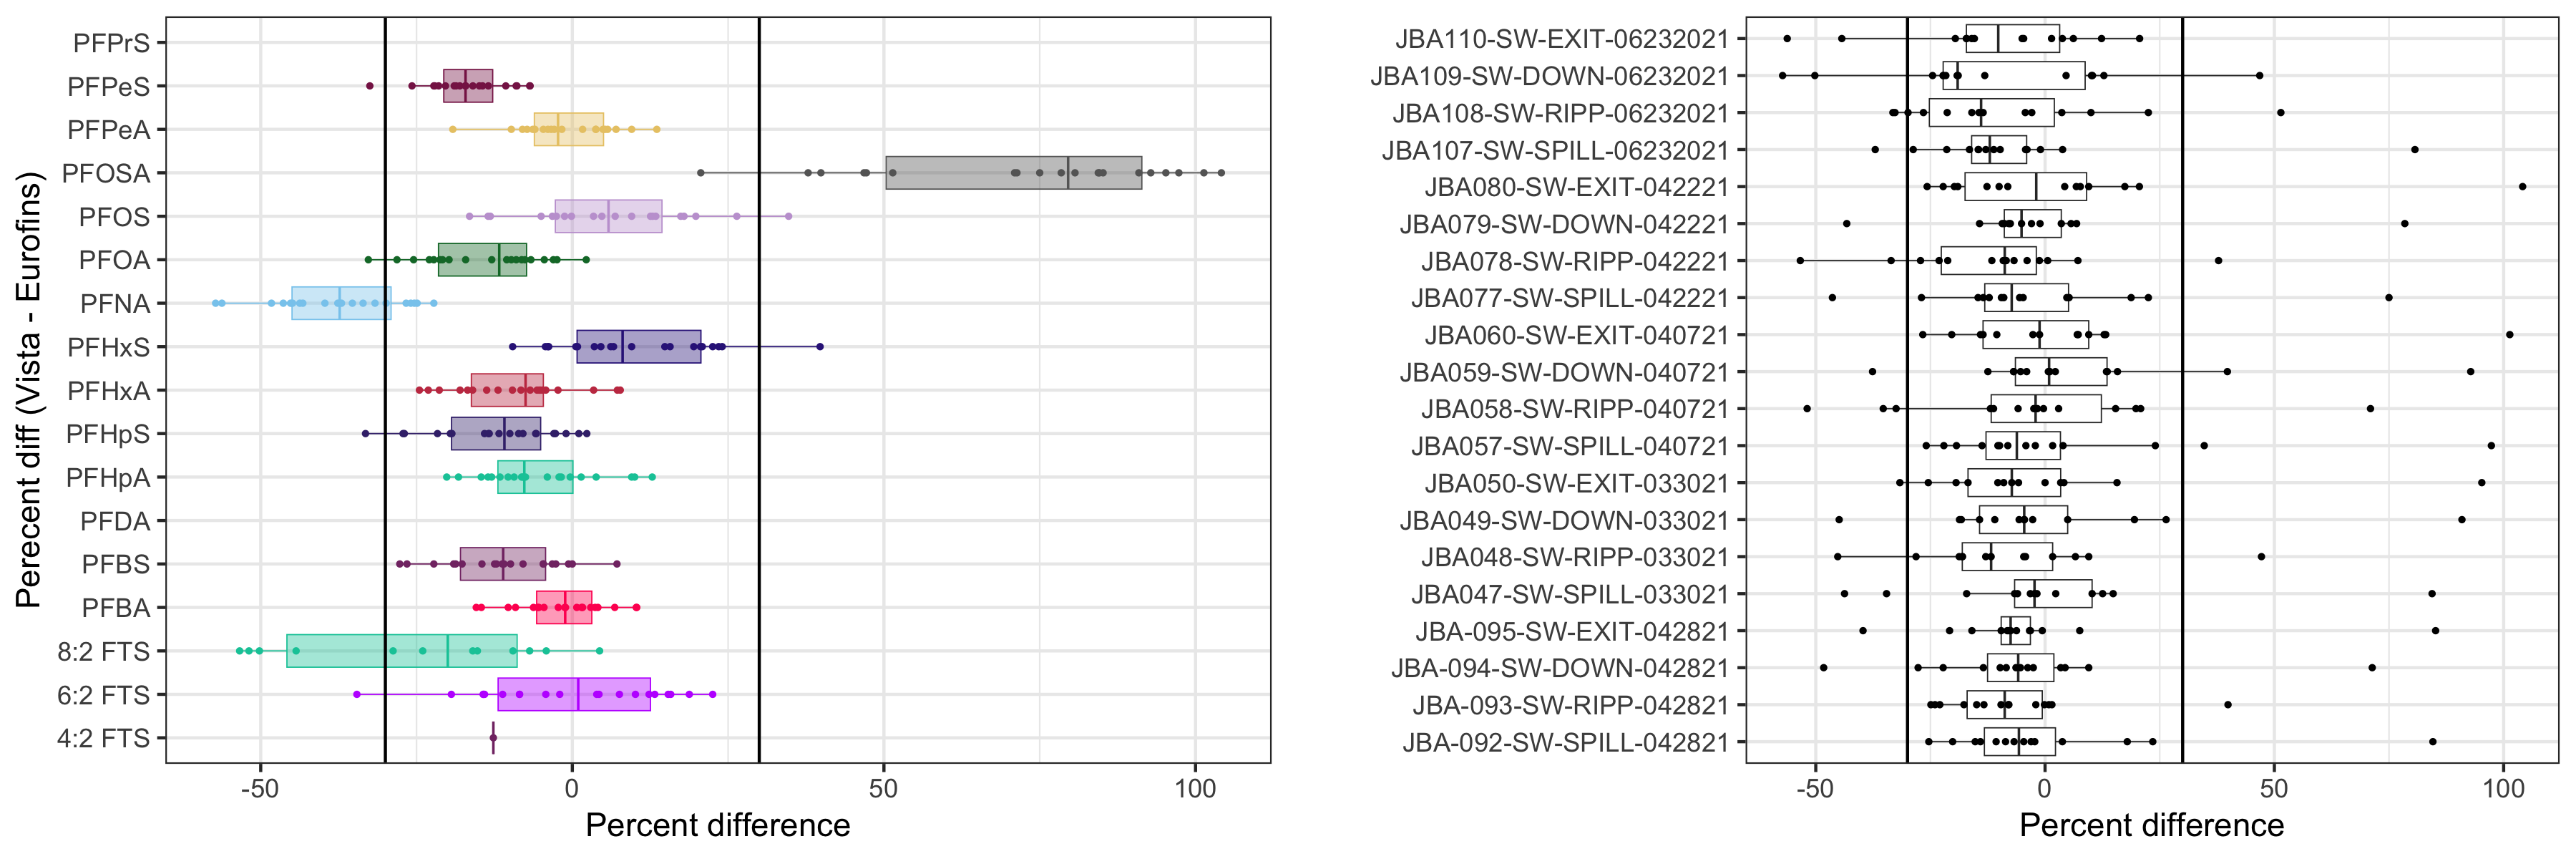 Perecent diff (Vista - Eurofins)
PFPrS
PFPeS
PFPeA
PFOSA
PFOS
PFOA
PFNA
PFHxS
PFHxA
PFHpS
PFHpA
PFDA
PFBS
PFBA
8:2 FTS
6:2 FTS
4:2 FTS
-50 0 50 100
Percent difference
JBA110-SW-EXIT-06232021
JBA109-SW-DOWN-06232021
JBA108-SW-RIPP-06232021
JBA107-SW-SPILL-06232021
JBA080-SW-EXIT-042221
JBA079-SW-DOWN-042221
JBA078-SW-RIPP-042221
JBA077-SW-SPILL-042221
JBA060-SW-EXIT-040721
JBA059-SW-DOWN-040721
JBA058-SW-RIPP-040721
JBA057-SW-SPILL-040721
JBA050-SW-EXIT-033021
JBA049-SW-DOWN-033021
JBA048-SW-RIPP-033021
JBA047-SW-SPILL-033021
JBA-095-SW-EXIT-042821
JBA-094-SW-DOWN-042821
JBA-093-SW-RIPP-042821
JBA-092-SW-SPILL-042821
-50 0 50 100
Percent difference